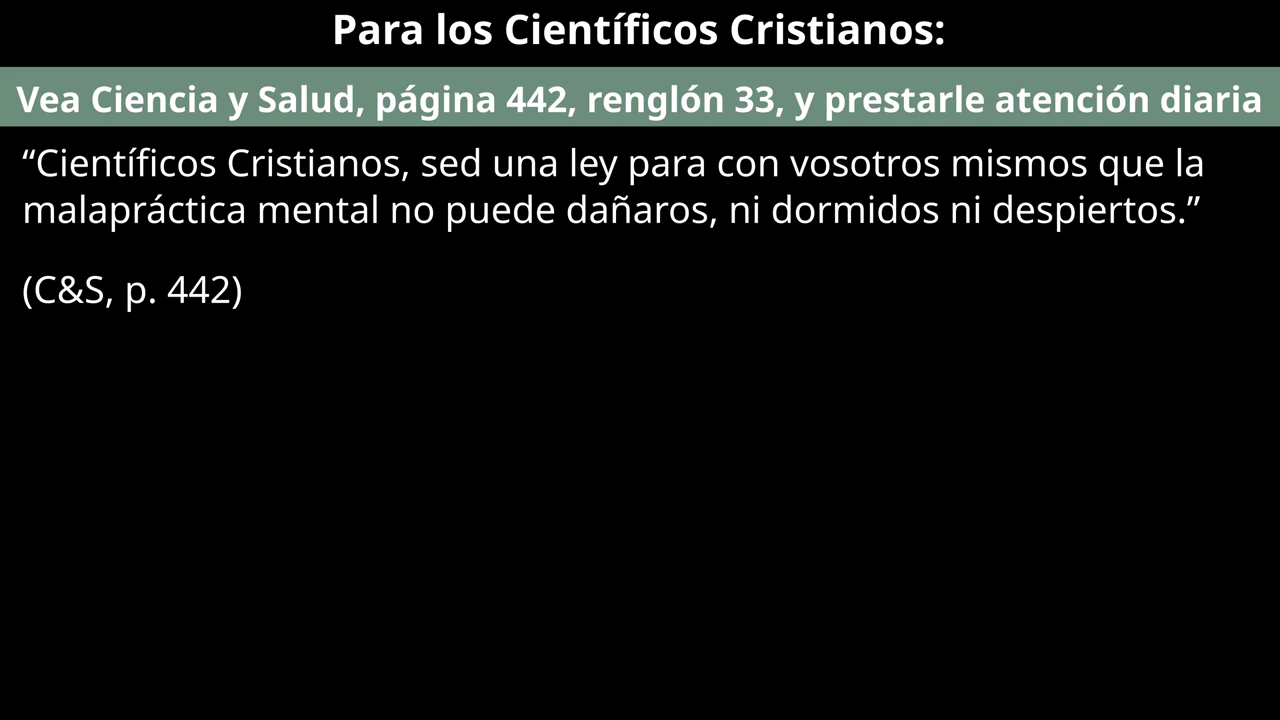 Para los Científicos Cristianos:
Vea Ciencia y Salud, página 442, renglón 33, y prestarle atención diaria
“Científicos Cristianos, sed una ley para con vosotros mismos que la
malapráctica mental no puede dañaros, ni dormidos ni despiertos.”
(C&S, p. 442)